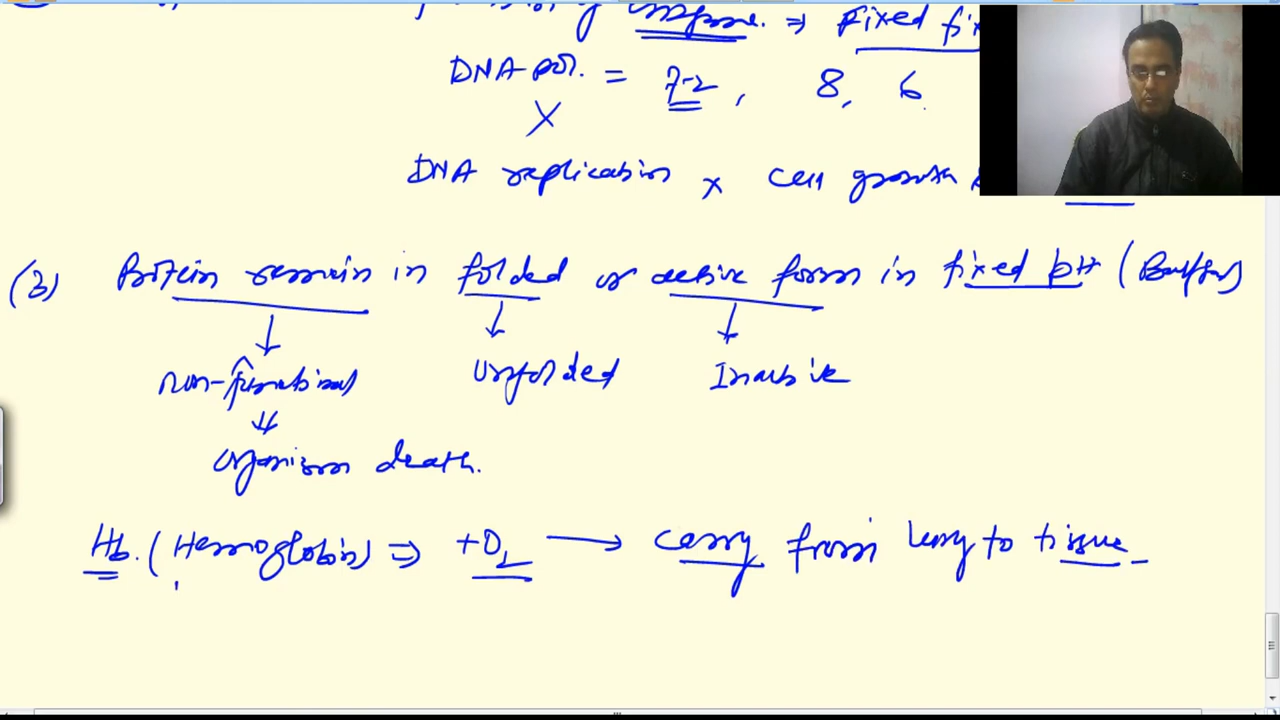 ⇒ Fixed
DNA pol. = 7.2, 8, 6
X
DNA replication x cell growth
(3) Protein remain in folded or active form in fixed pH (Buffer)
non-functional unfolded Inactive
organism death.
Hb. (Hemoglobin) ⇒ +O2 → carry from lung to tissue